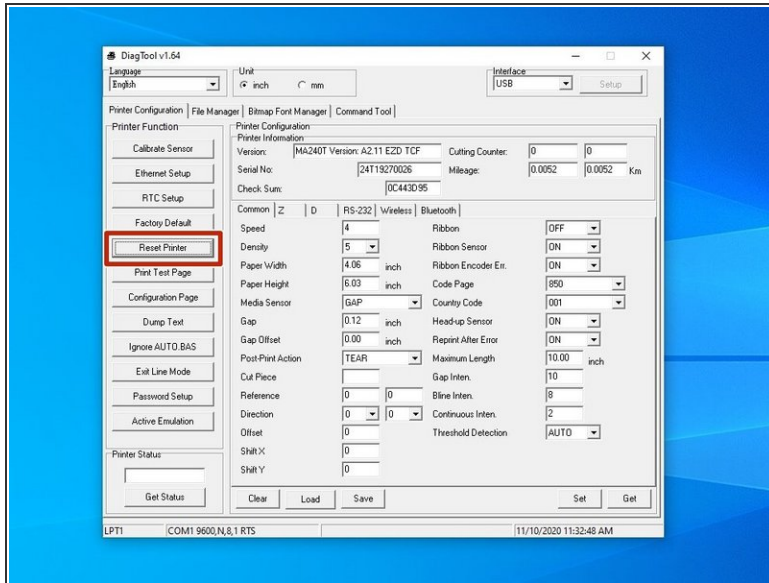 DiagTool v1.64
Language
English
Unit
inch
mm
Interface
USB
Setup
Printer Configuration
File Manager
Bitmap Font Manager
Command Tool
Printer Function
Calibrate Sensor
Ethernet Setup
RTC Setup
Factory Default
Reset Printer
Print Test Page
Configuration Page
Dump Text
Ignore AUTO.BAS
Exit Line Mode
Password Setup
Active Emulation
Printer Status
Get Status
Printer Configuration
Printer Information
Version: MA240T Version: A2.11 EZD TCF Cutting Counter: 0 0
Serial No: 24T19270026 Mileage: 0.0052 0.0052 Km
Check Sum: 0C443D95
Common Z D RS-232 Wireless Bluetooth
Speed 4 Ribbon OFF
Density 5 Ribbon Sensor ON
Paper Width 4.06 inch Ribbon Encoder Err. ON
Paper Height 6.03 inch Code Page 850
Media Sensor GAP Country Code 001
Gap 0.12 inch Head-up Sensor ON
Gap Offset 0.00 inch Reprint After Error ON
Post-Print Action TEAR Maximum Length 10.00 inch
Cut Piece Gap Inten. 10
Reference 0 0 Bline Inten. 8
Direction 0 0 Continuous Inten. 2
Offset 0 Threshold Detection AUTO
Shift X 0
Shift Y 0
Clear Load Save Set Get
LPT1 COM1 9600,N,8,1 RTS 11/10/2020 11:32:48 AM